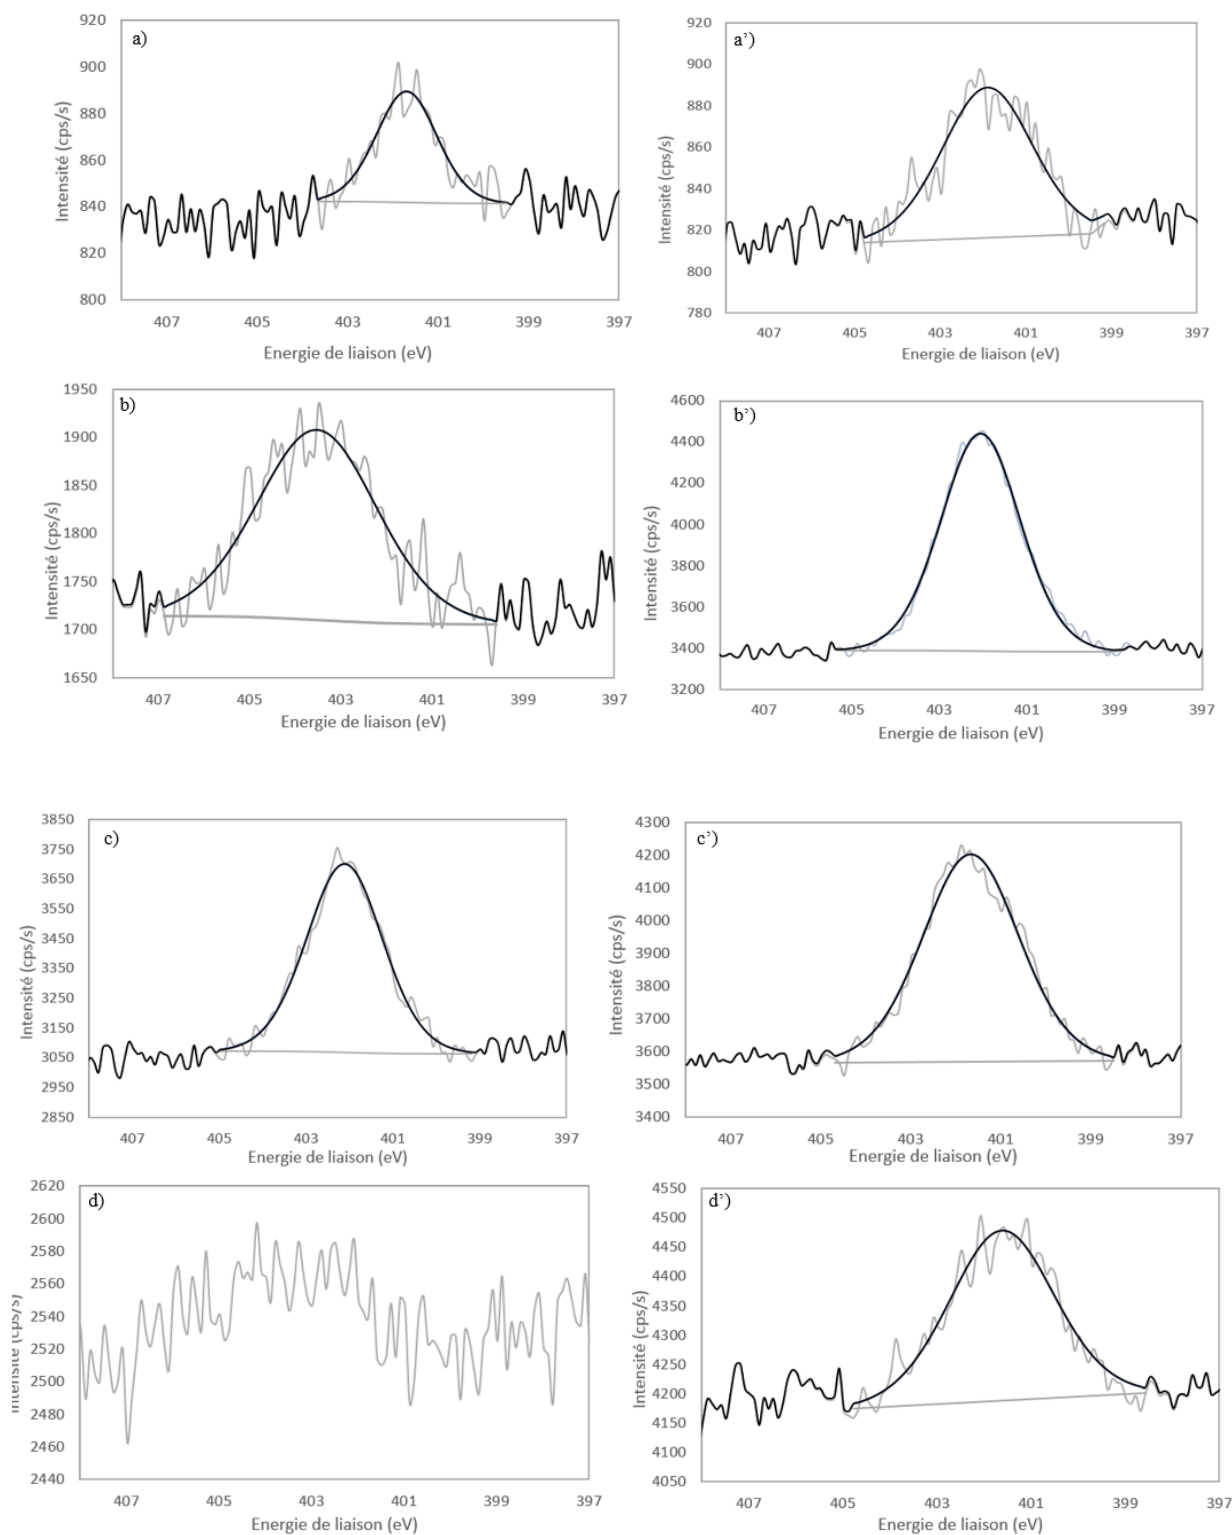 a)
Intensité (cps/s)
920
900
880
860
840
820
800
407 405 403 401 399 397
Energie de liaison (eV)
a’)
Intensité (cps/s)
920
900
880
860
840
820
800
780
407 405 403 401 399 397
Energie de liaison (eV)
b)
Intensité (cps/s)
1950
1900
1850
1800
1750
1700
1650
407 405 403 401 399 397
Energie de liaison (eV)
b’)
Intensité (cps/s)
4600
4400
4200
4000
3800
3600
3400
3200
407 405 403 401 399 397
Energie de liaison (eV)
c)
Intensité (cps/s)
3850
3750
3650
3550
3450
3350
3250
3150
3050
2950
2850
407 405 403 401 399 397
Energie de liaison (eV)
c’)
Intensité (cps/s)
4300
4200
4100
4000
3900
3800
3700
3600
3500
3400
407 405 403 401 399 397
Energie de liaison (eV)
d)
Intensité (cps/s)
2620
2600
2580
2560
2540
2520
2500
2480
2460
2440
407 405 403 401 399 397
Energie de liaison (eV)
d’)
Intensité (cps/s)
4550
4500
4450
4400
4350
4300
4250
4200
4150
4100
4050
407 405 403 401 399 397
Energie de liaison (eV)